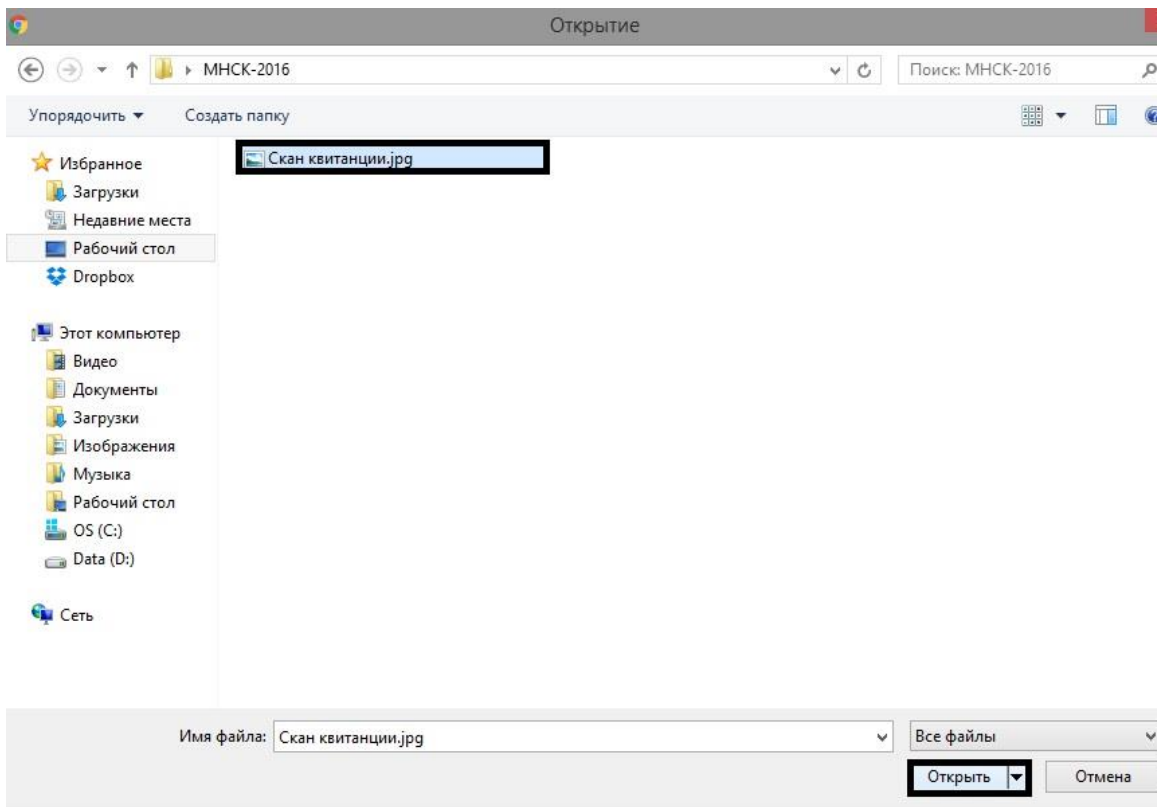 Открытие
МНСК-2016
Поиск: МНСК-2016
Упорядочить
Создать папку
Избранное
Загрузки
Недавние места
Рабочий стол
Dropbox
Этот компьютер
Видео
Документы
Загрузки
Изображения
Музыка
Рабочий стол
OS (C:)
Data (D:)
Сеть
Скан квитанции.jpg
Имя файла: Скан квитанции.jpg
Все файлы
Открыть
Отмена